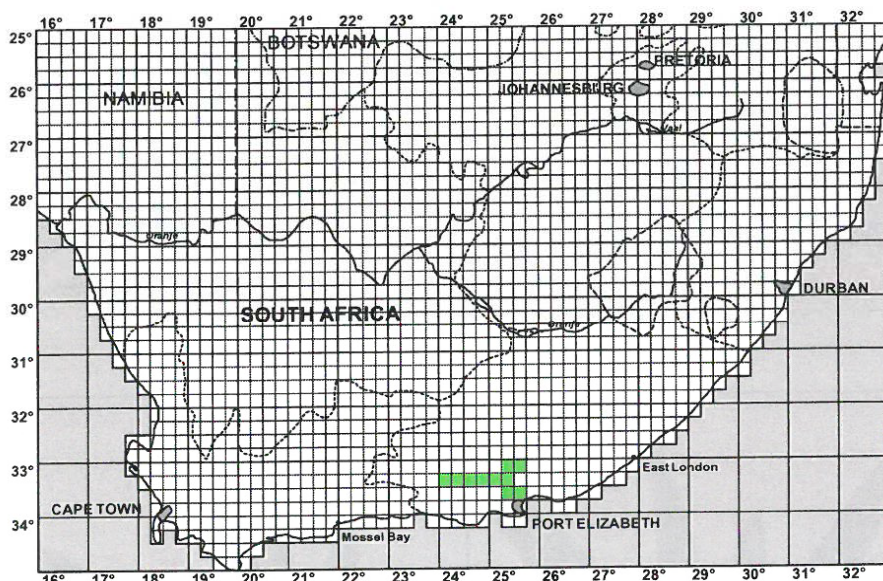 16° 17° 18° 19° 20° 21° 22° 23° 24° 25° 26° 27° 28° 29° 30° 31° 32°
25°
BOTSWANA
PRETORIA
26°
JOHANNESBURG
NAMIBIA
Vaal
27°
28°
Oranje
29°
DURBAN
30°
SOUTH AFRICA
Oranje
31°
32°
33°
East London
CAPE TOWN
34°
PORT ELIZABETH
Mossel Bay
16° 17° 18° 19° 20° 21° 22° 23° 24° 25° 26° 27° 28° 29° 30° 31° 32°